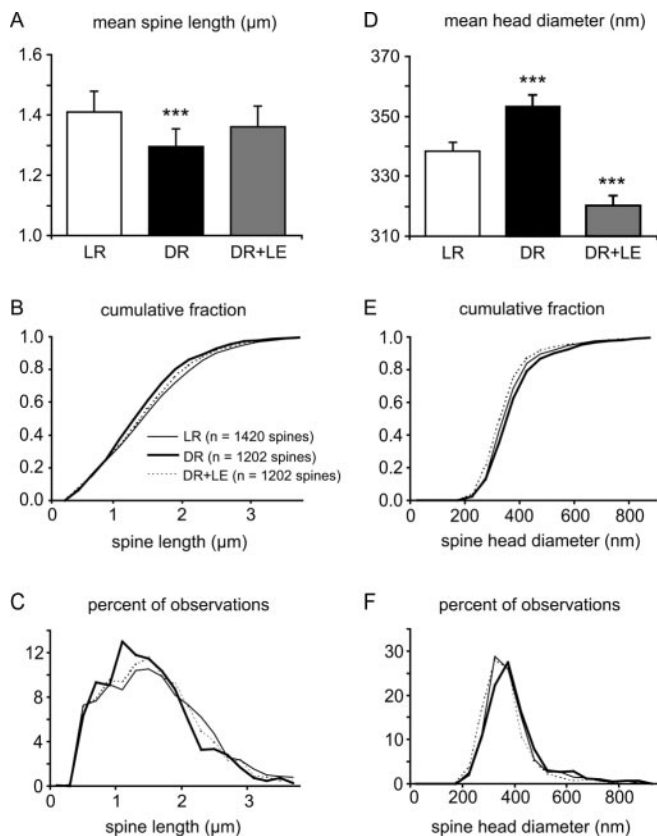 A
mean spine length (µm)
1.6
1.4
1.2
1.0
***
LR
DR
DR+LE
B
cumulative fraction
1.0
0.8
0.6
0.4
0.2
0.0
LR (n = 1420 spines)
DR (n = 1202 spines)
DR+LE (n = 1202 spines)
1
2
3
spine length (µm)
C
percent of observations
12
8
4
0
0
1
2
3
spine length (µm)
D
mean head diameter (nm)
370
350
330
310
***
***
LR
DR
DR+LE
E
cumulative fraction
1.0
0.8
0.6
0.4
0.2
0.0
0
200
400
600
800
spine head diameter (nm)
F
percent of observations
30
20
10
0
0
200
400
600
800
spine head diameter (nm)